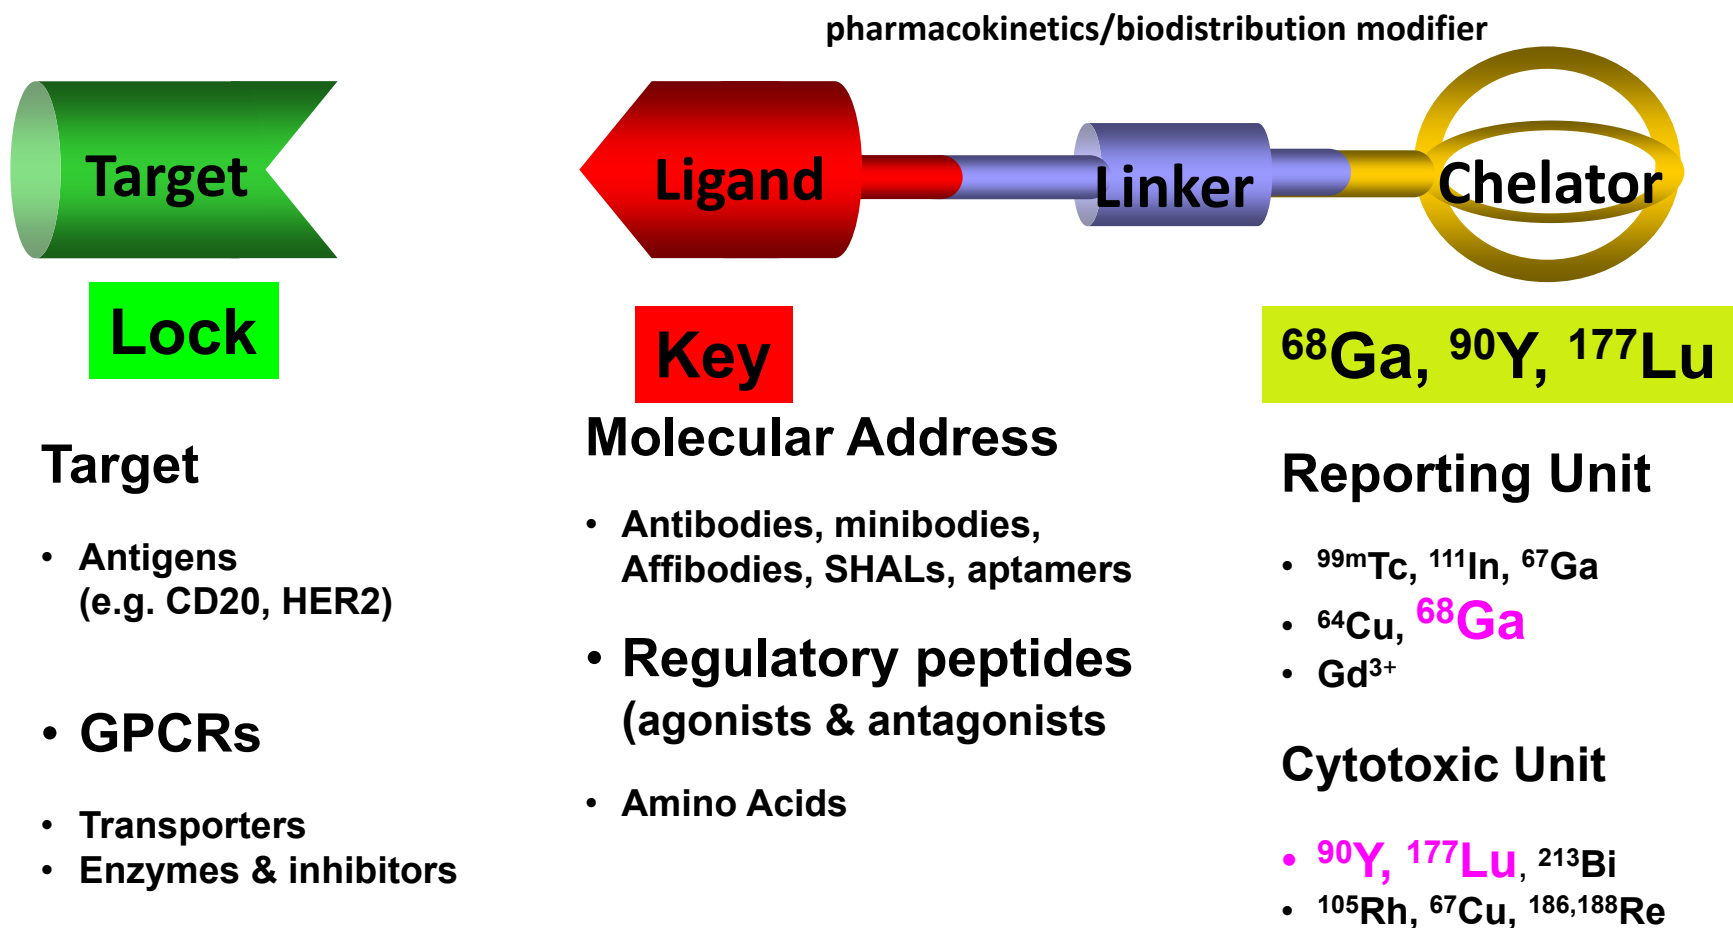 pharmacokinetics/biodistribution modifier
Target
Ligand
Linker
Chelator
Lock
Key
⁶⁸Ga, ⁹⁰Y, ¹⁷⁷Lu
Target
• Antigens
(e.g. CD20, HER2)
• GPCRs
• Transporters
• Enzymes & inhibitors
Molecular Address
• Antibodies, minibodies,
Affibodies, SHALs, aptamers
• Regulatory peptides
(agonists & antagonists
• Amino Acids
Reporting Unit
• ⁹⁹ᵐTc, ¹¹¹In, ⁶⁷Ga
• ⁶⁴Cu, ⁶⁸Ga
• Gd³⁺
Cytotoxic Unit
• ⁹⁰Y, ¹⁷⁷Lu, ²¹³Bi
• ¹⁰⁵Rh, ⁶⁷Cu, ¹⁸⁶,¹⁸⁸Re